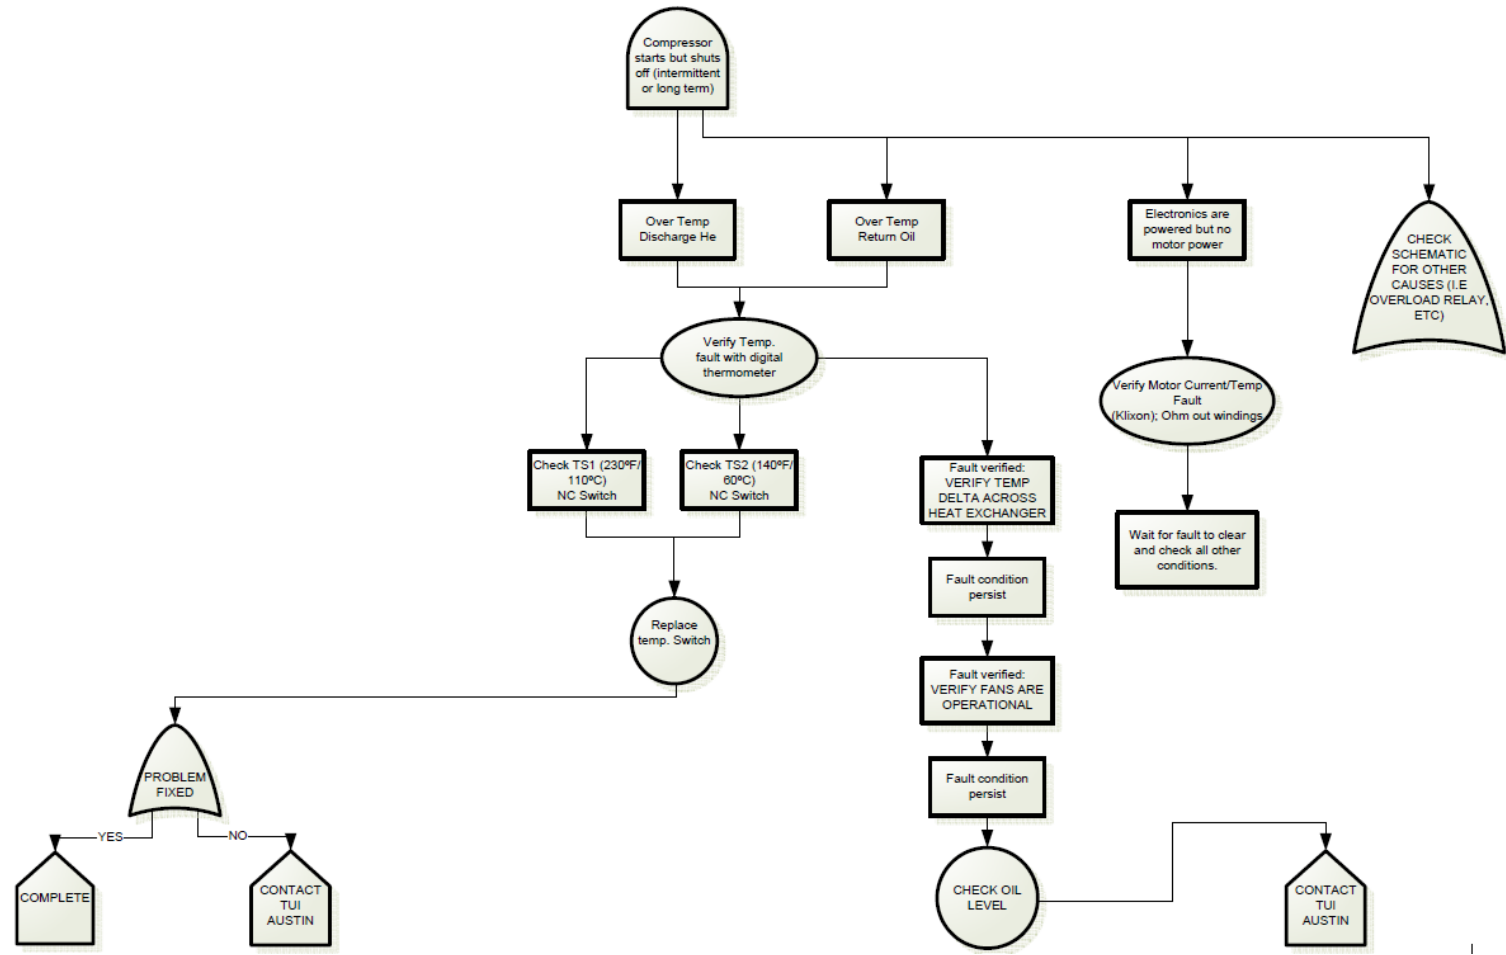 Compressor
starts but shuts
off (intermittent
or long term)
Over Temp
Discharge He
Over Temp
Return Oil
Electronics are
powered but no
motor power
CHECK
SCHEMATIC
FOR OTHER
CAUSES (I.E
OVERLOAD RELAY,
ETC)
Verify Temp.
fault with digital
thermometer
Verify Motor Current/Temp
Fault
(Klixon); Ohm out windings
Check TS1 (230ºF/
110ºC)
NC Switch
Check TS2 (140ºF/
60ºC)
NC Switch
Fault verified:
VERIFY TEMP
DELTA ACROSS
HEAT EXCHANGER
Wait for fault to clear
and check all other
conditions.
Fault condition
persist
Replace
temp. Switch
Fault verified:
VERIFY FANS ARE
OPERATIONAL
PROBLEM
FIXED
Fault condition
persist
YES
NO
COMPLETE
CONTACT
TUI
AUSTIN
CHECK OIL
LEVEL
CONTACT
TUI
AUSTIN